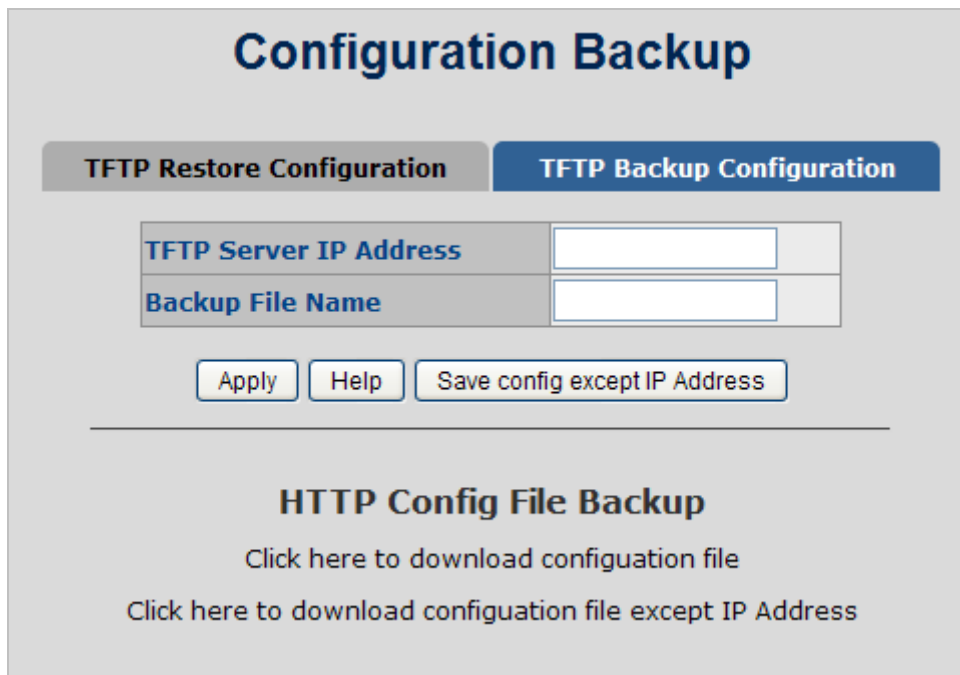 Configuration Backup
TFTP Restore Configuration TFTP Backup Configuration
TFTP Server IP Address
Backup File Name
Apply Help Save config except IP Address
HTTP Config File Backup
Click here to download configuation file
Click here to download configuation file except IP Address